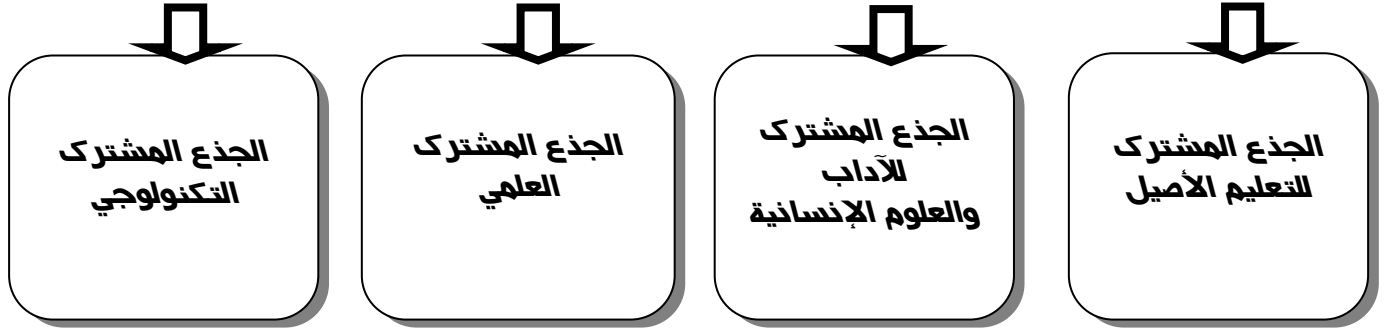 الجذع المشترك
للتعليم الأصيل
الجذع المشترك
للآداب
والعلوم الإنسانية
الجذع المشترك
العلمي
الجذع المشترك
التكنولوجي